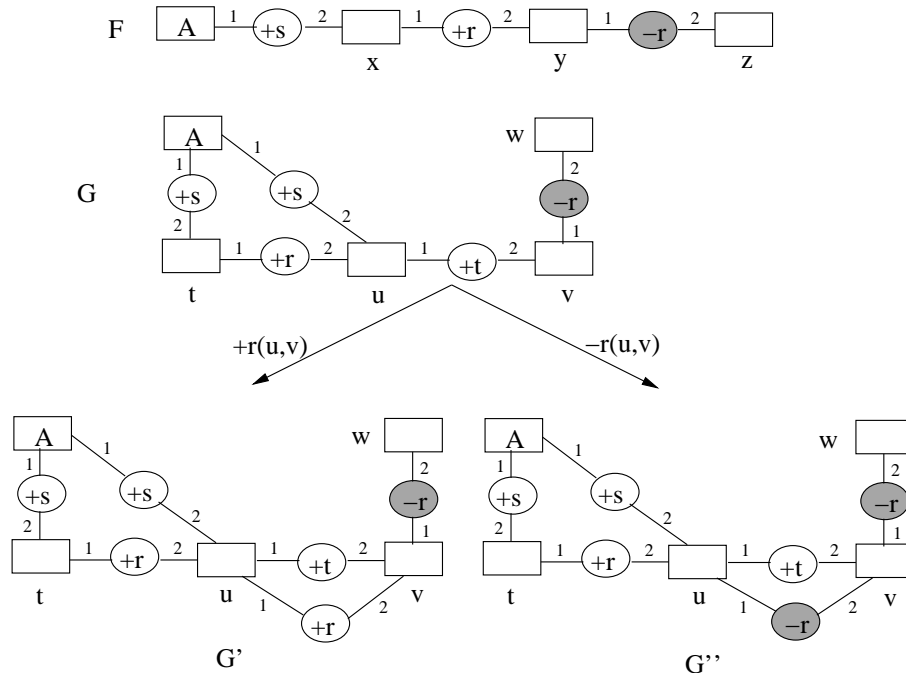 F A 1 +s 2 1 +r 2 1 −r 2
x y z
A 1 w
1 2
G +s +s −r
2 2 1
1 +r 2 1 +t 2
t u v
+r(u,v) −r(u,v)
A 1 w A 1 w
1 2 1 2
+s +s −r +s +s −r
2 2 1 2 2 1
1 +r 2 1 +t 2 1 +r 2 1 +t 2
t u 1 2 v t u 1 2 v
+r −r
G' G''